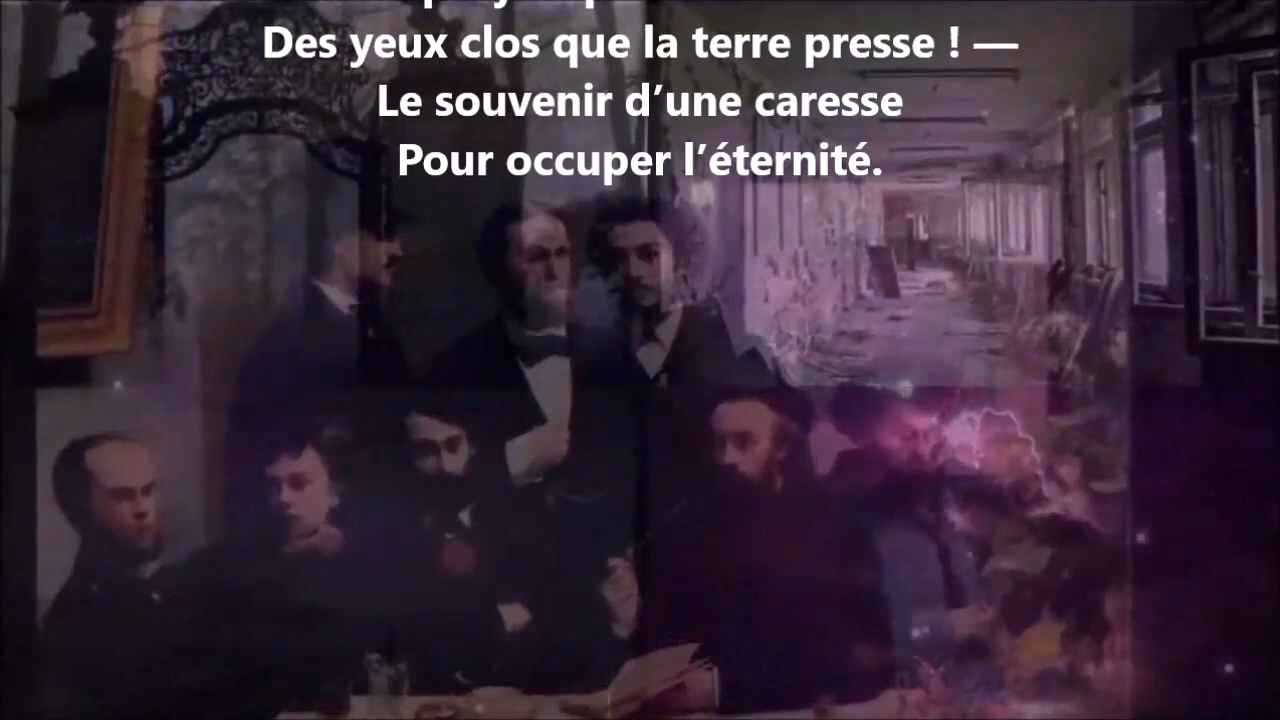 Des yeux clos que la terre presse ! —
Le souvenir d’une caresse
Pour occuper l’éternité.